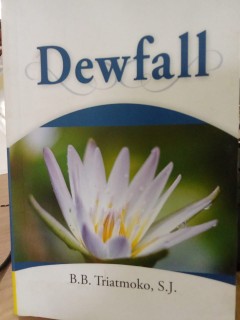 Dewfall
B.B. Triatmoko, S.J.